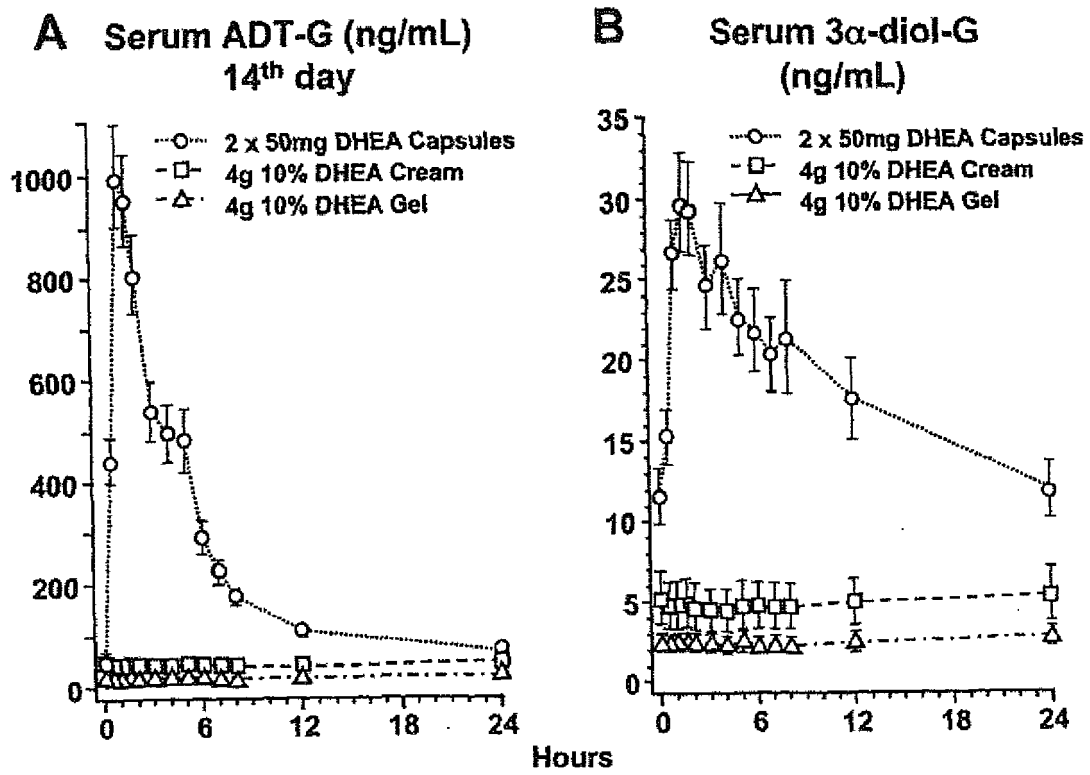 A Serum ADT-G (ng/mL)
14th day
2 x 50mg DHEA Capsules
4g 10% DHEA Cream
4g 10% DHEA Gel
1000
800
600
400
200
0
0 6 12 18 24
B Serum 3α-diol-G
(ng/mL)
2 x 50mg DHEA Capsules
4g 10% DHEA Cream
4g 10% DHEA Gel
35
30
25
20
15
10
5
0
0 6 12 18 24
Hours